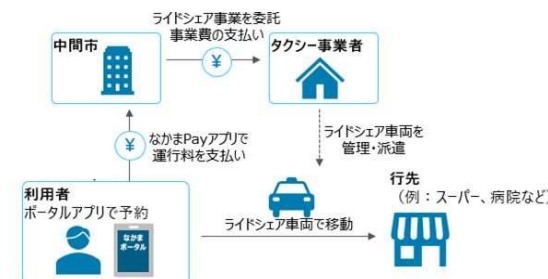 ライドシェア事業を委託
事業費の支払い
中間市
¥
タクシー事業者
¥
なかまPayアプリで
運行料を支払い
ライドシェア車両を
管理・派遣
利用者
ポータルアプリで予約
なかま
ポータル
ライドシェア車両で移動
行先
(例:スーパー、病院など)